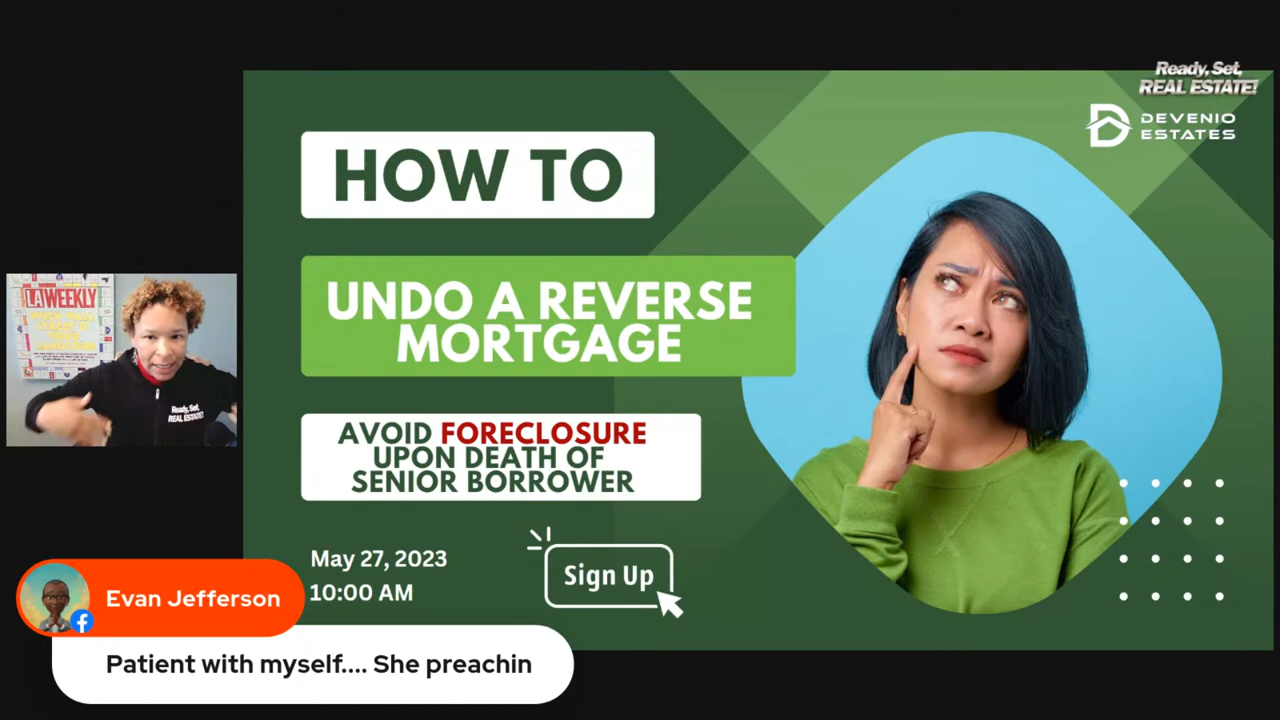 Ready, Set,
REAL ESTATE!
DEVENIO
ESTATES
HOW TO
UNDO A REVERSE
MORTGAGE
AVOID FORECLOSURE
UPON DEATH OF
SENIOR BORROWER
May 27, 2023
10:00 AM
Sign Up
LA WEEKLY
Ready, Set,
REAL ESTATE!
Evan Jefferson
Patient with myself.... She preachin